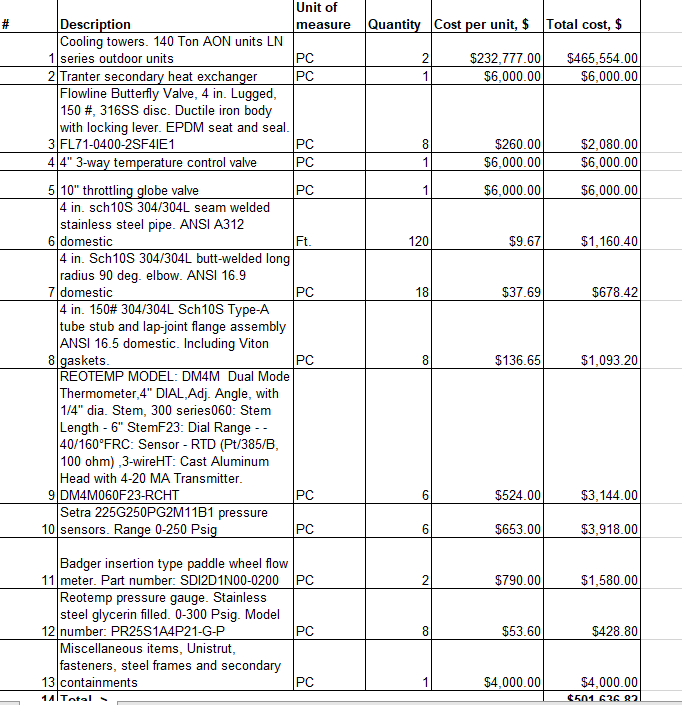 Unit of
# Description measure Quantity Cost per unit, $ Total cost, $
Cooling towers. 140 Ton AON units LN
1 series outdoor units PC 2 $232,777.00 $465,554.00
2 Tranter secondary heat exchanger PC 1 $6,000.00 $6,000.00
Flowline Butterfly Valve, 4 in. Lugged,
150 #, 316SS disc. Ductile iron body
with locking lever. EPDM seat and seal.
3 FL71-0400-2SF4IE1 PC 8 $260.00 $2,080.00
4 4" 3-way temperature control valve PC 1 $6,000.00 $6,000.00
5 10" throttling globe valve PC 1 $6,000.00 $6,000.00
4 in. sch10S 304/304L seam welded
stainless steel pipe. ANSI A312
6 domestic Ft. 120 $9.67 $1,160.40
4 in. Sch10S 304/304L butt-welded long
radius 90 deg. elbow. ANSI 16.9
7 domestic PC 18 $37.69 $678.42
4 in. 150# 304/304L Sch10S Type-A
tube stub and lap-joint flange assembly
ANSI 16.5 domestic. Including Viton
8 gaskets. PC 8 $136.65 $1,093.20
REOTEMP MODEL: DM4M Dual Mode
Thermometer,4" DIAL,Adj. Angle, with
1/4" dia. Stem, 300 series060: Stem
Length - 6" StemF23: Dial Range - -
40/160°FRC: Sensor - RTD (Pt/385/B,
100 ohm) ,3-wireHT: Cast Aluminum
Head with 4-20 MA Transmitter.
9 DM4M060F23-RCHT PC 6 $524.00 $3,144.00
Setra 225G250PG2M11B1 pressure
10 sensors. Range 0-250 Psig PC 6 $653.00 $3,918.00
Badger insertion type paddle wheel flow
11 meter. Part number: SDI2D1N00-0200 PC 2 $790.00 $1,580.00
Reotemp pressure gauge. Stainless
steel glycerin filled. 0-300 Psig. Model
12 number: PR25S1A4P21-G-P PC 8 $53.60 $428.80
Miscellaneous items, Unistrut,
fasteners, steel frames and secondary
13 containments PC 1 $4,000.00 $4,000.00
14 Total > $501,636.82